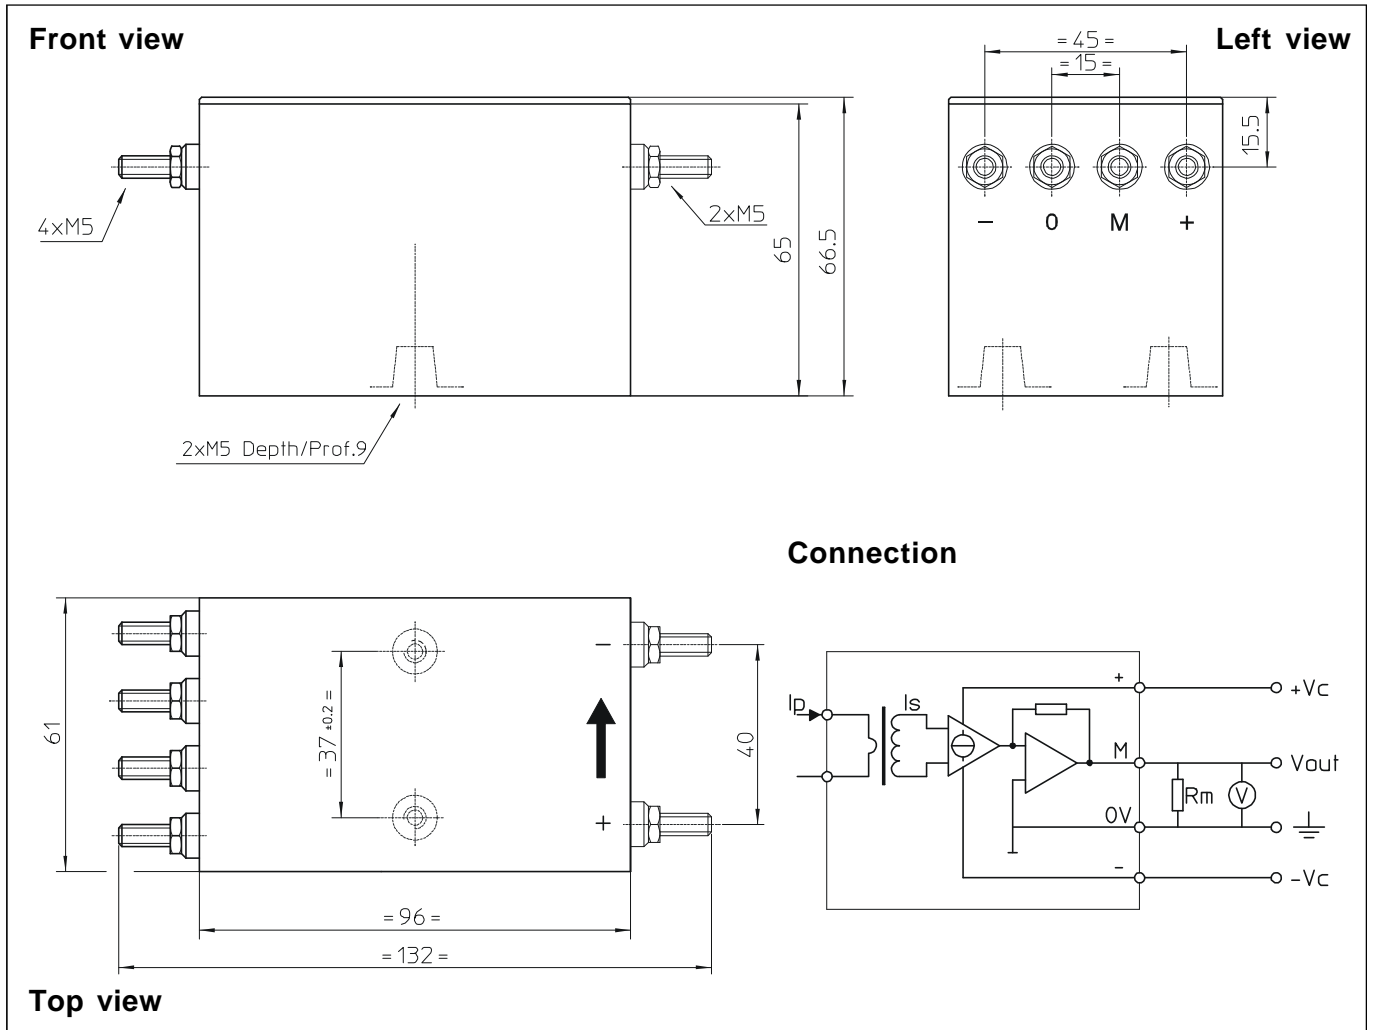 Front view
Left view
= 45 =
= 15 =
15.5
4xM5
2xM5
65
66.5
- 0 M +
2xM5 Depth/Prof.9
Connection
61
= 37 ±0.2 =
-
+
40
= 96 =
= 132 =
Top view
Ip
Is
+
+Vc
M
Vout
Rm
V
0V
-
-Vc